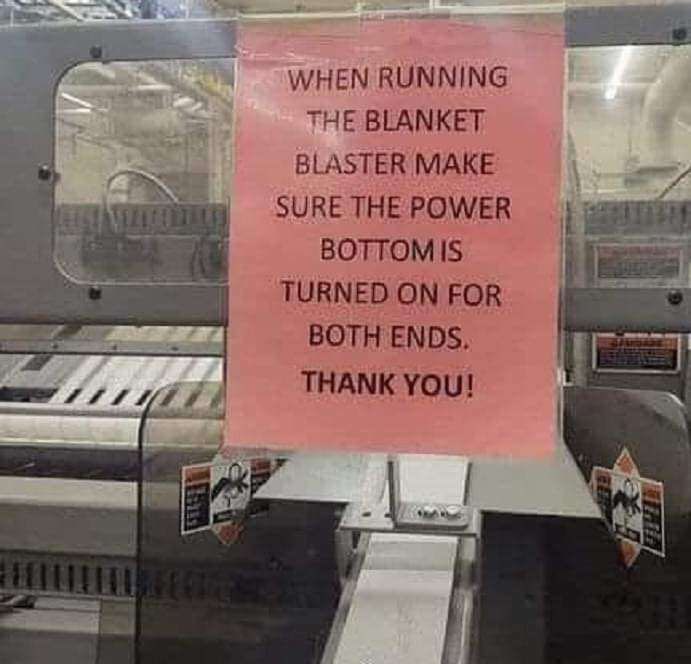 WHEN RUNNING
THE BLANKET
BLASTER MAKE
SURE THE POWER
BOTTOM IS
TURNED ON FOR
BOTH ENDS.
THANK YOU!